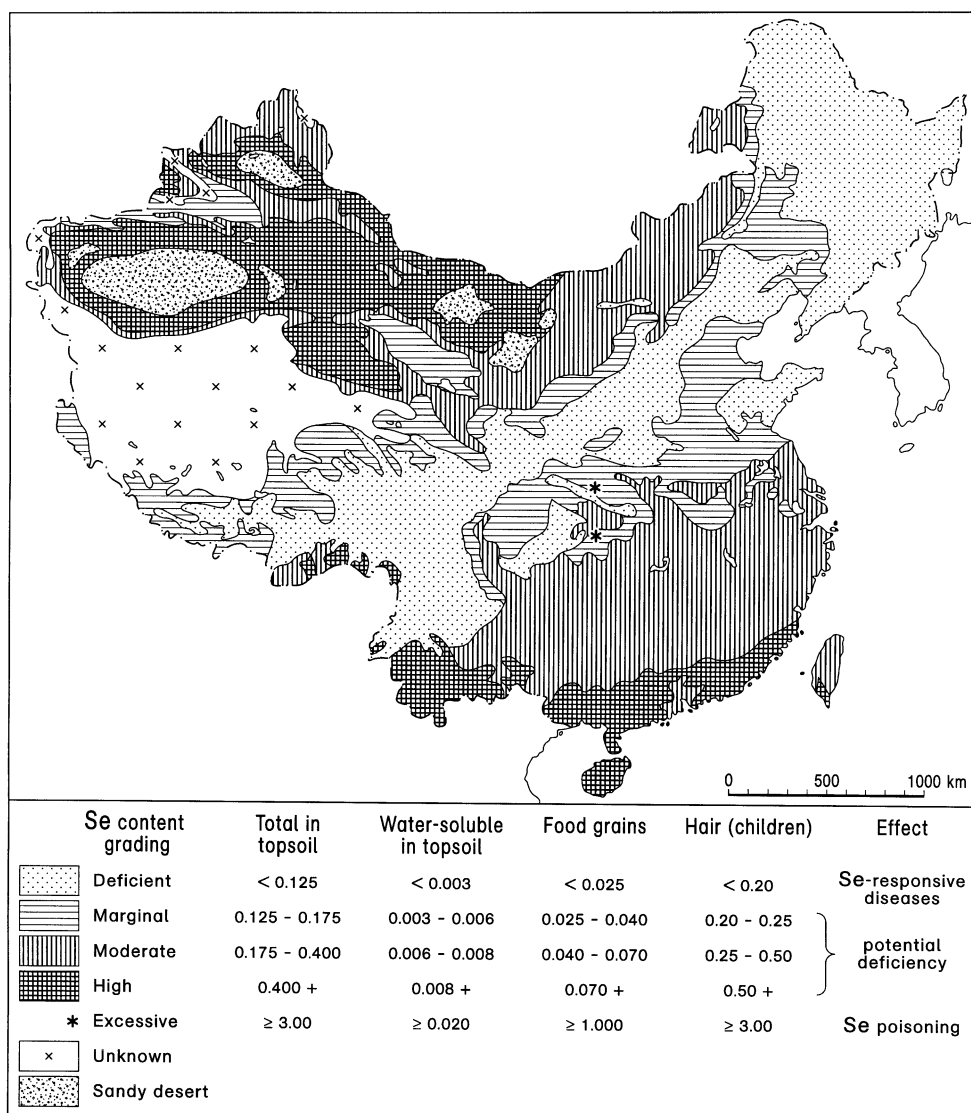 0 500 1000 km
Se content grading Total in topsoil Water-soluble in topsoil Food grains Hair (children) Effect
Deficient < 0.125 < 0.003 < 0.025 < 0.20 Se-responsive diseases
Marginal 0.125 - 0.175 0.003 - 0.006 0.025 - 0.040 0.20 - 0.25
Moderate 0.175 - 0.400 0.006 - 0.008 0.040 - 0.070 0.25 - 0.50 potential deficiency
High 0.400 + 0.008 + 0.070 + 0.50 +
* Excessive ≥ 3.00 ≥ 0.020 ≥ 1.000 ≥ 3.00 Se poisoning
× Unknown
Sandy desert